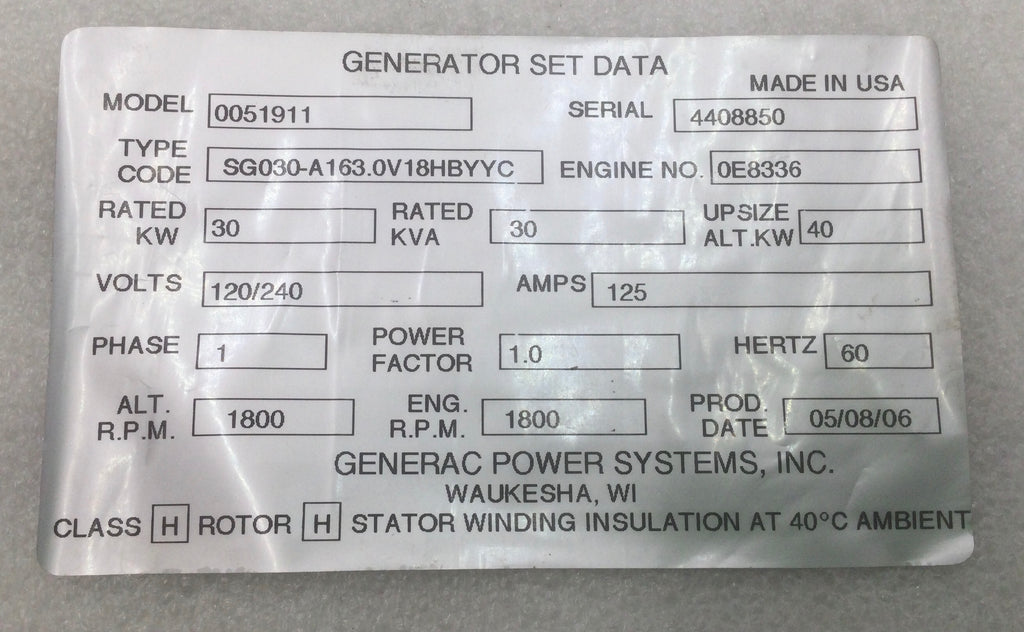 GENERATOR SET DATA
MADE IN USA
MODEL 0051911 SERIAL 4408850
TYPE CODE SG030-A163.0V18HBYYC ENGINE NO. 0E8336
RATED KW 30 RATED KVA 30 UPSIZE ALT.KW 40
VOLTS 120/240 AMPS 125
PHASE 1 POWER FACTOR 1.0 HERTZ 60
ALT. R.P.M. 1800 ENG. R.P.M. 1800 PROD. DATE 05/08/06
GENERAC POWER SYSTEMS, INC.
WAUKESHA, WI
CLASS H ROTOR H STATOR WINDING INSULATION AT 40°C AMBIENT